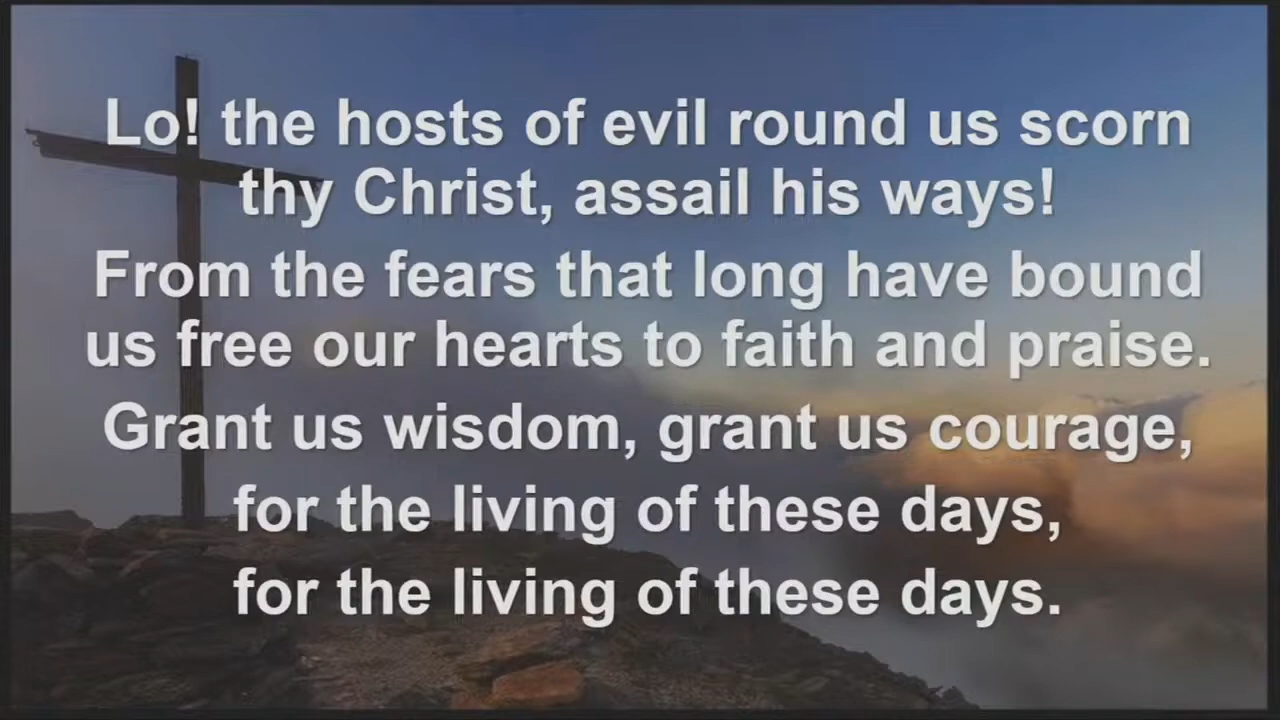 Lo! the hosts of evil round us scorn
thy Christ, assail his ways!
From the fears that long have bound
us free our hearts to faith and praise.
Grant us wisdom, grant us courage,
for the living of these days,
for the living of these days.